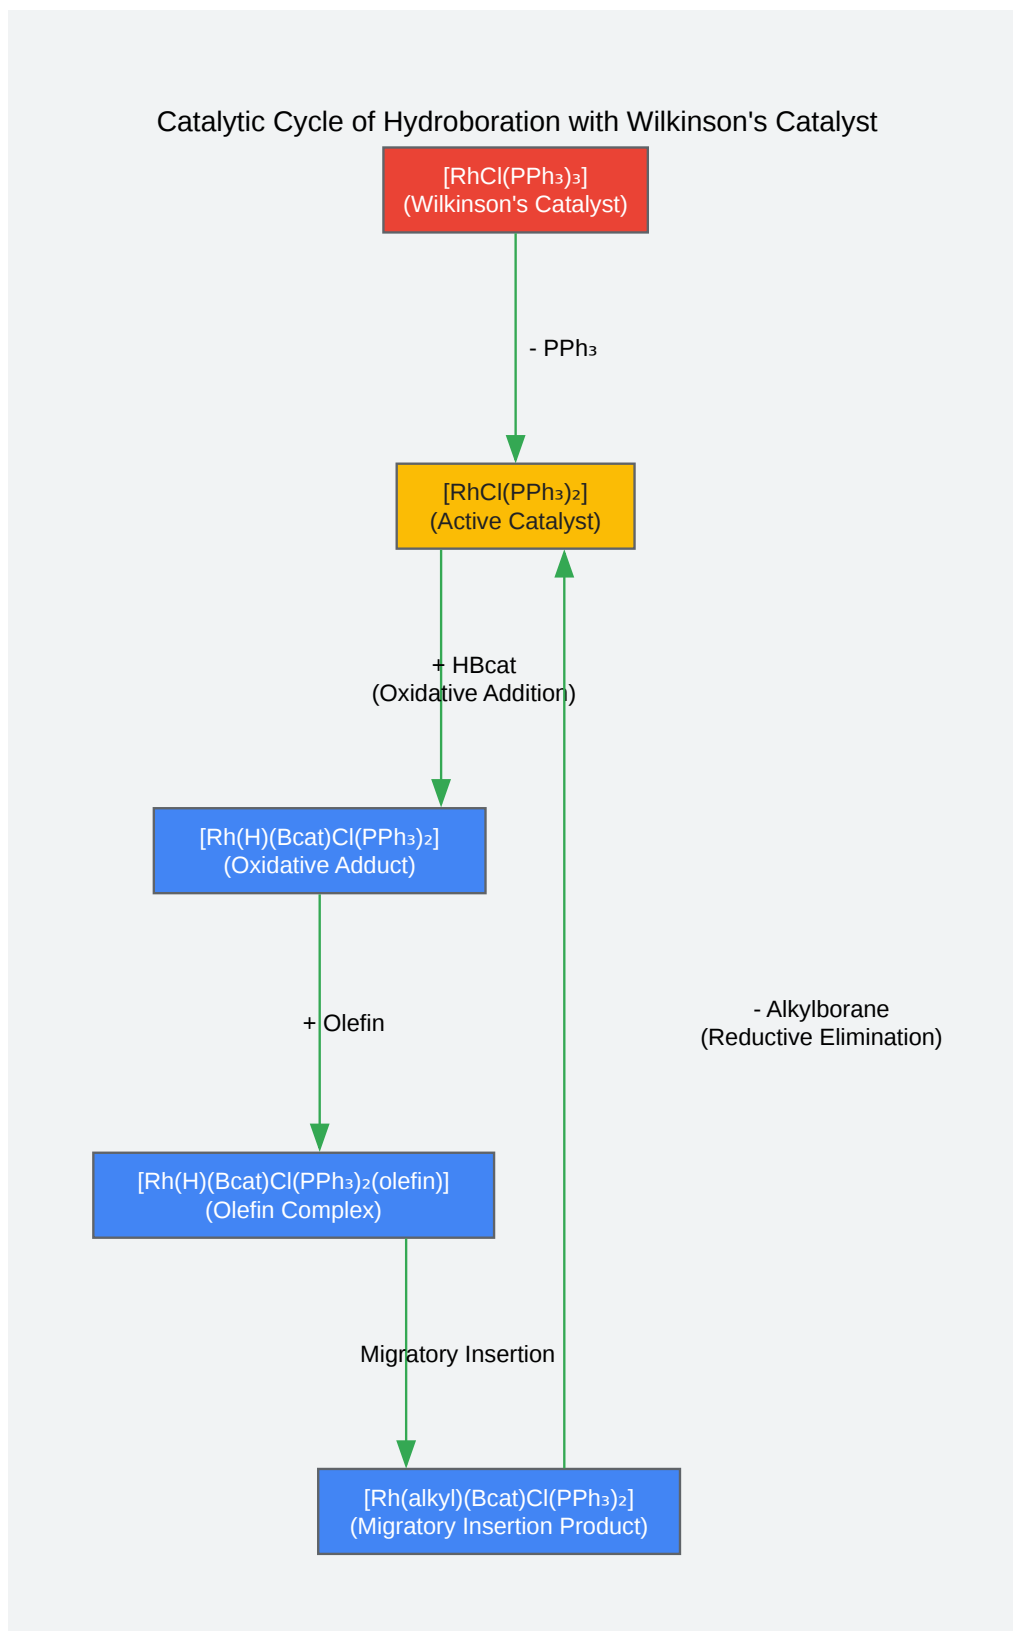 Catalytic Cycle of Hydroboration with Wilkinson's Catalyst
[RhCl(PPh₃)₃]
(Wilkinson's Catalyst)
- PPh₃
[RhCl(PPh₃)₂]
(Active Catalyst)
+ HBcat
(Oxidative Addition)
[Rh(H)(Bcat)Cl(PPh₃)₂]
(Oxidative Adduct)
+ Olefin
- Alkylborane
(Reductive Elimination)
[Rh(H)(Bcat)Cl(PPh₃)₂(olefin)]
(Olefin Complex)
Migratory Insertion
[Rh(alkyl)(Bcat)Cl(PPh₃)₂]
(Migratory Insertion Product)